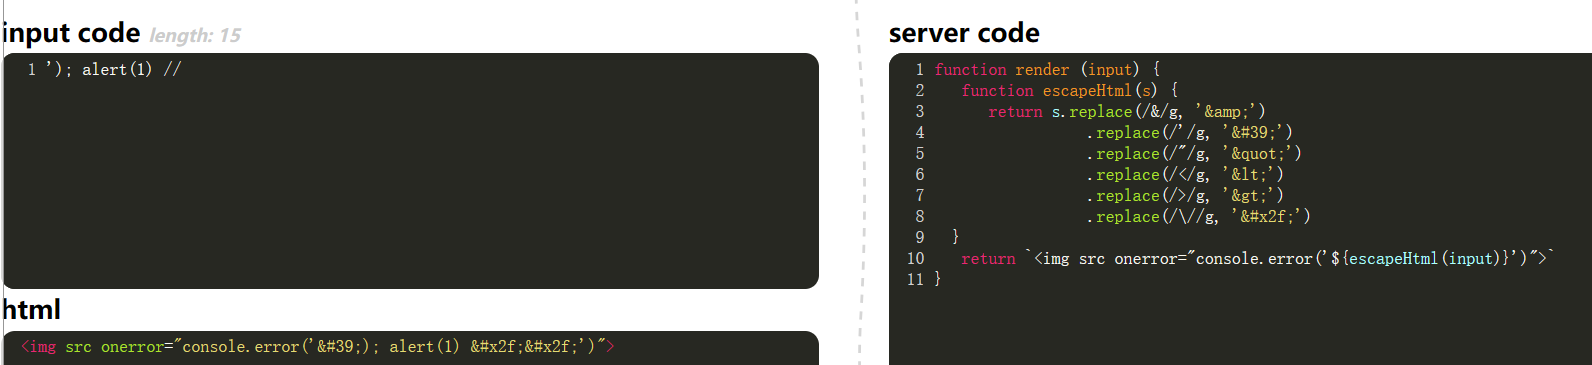 input code length: 15
1 '); alert(1) //
html
<img src onerror="console.error('&#39;); alert(1) &#x2f;&#x2f;')">
server code
1 function render (input) {
2 function escapeHtml(s) {
3 return s.replace(/&/g, '&amp;')
4 .replace(/'/g, '&#39;')
5 .replace(/"/g, '&quot;')
6 .replace(/</g, '&lt;')
7 .replace(/>/g, '&gt;')
8 .replace(/\//g, '&#x2f;')
9 }
10 return `<img src onerror="console.error('${escapeHtml(input)}')">`
11 }